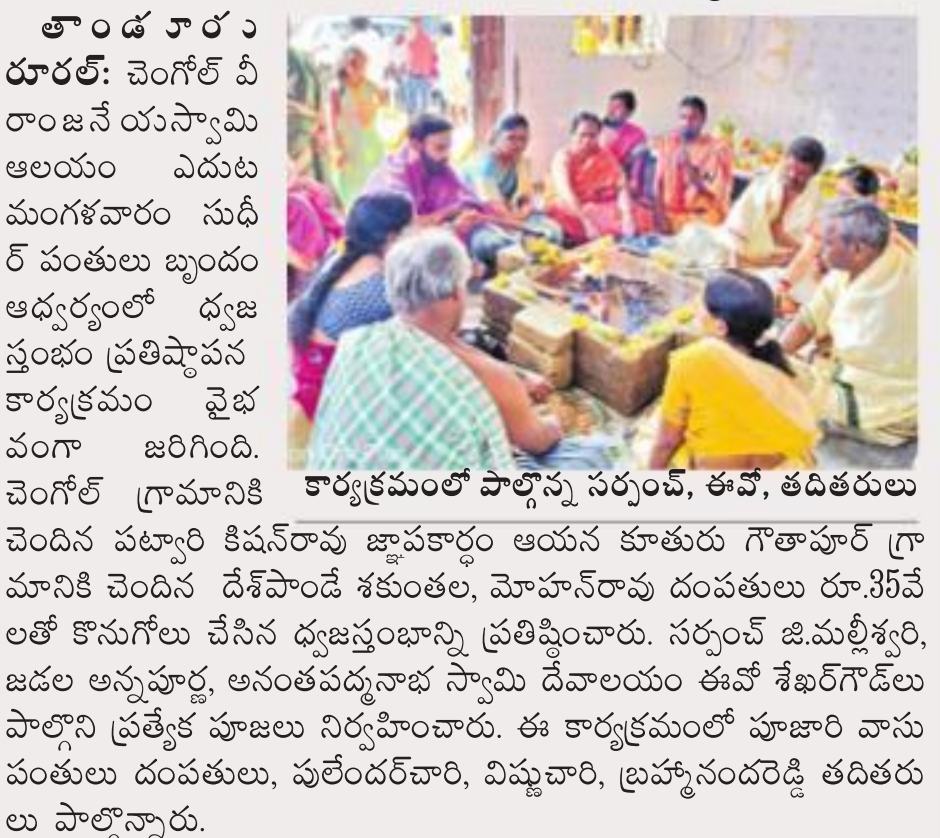 తాండూరు
రూరల్: చెంగోల్ వీ
రాంజనేయస్వామి
ఆలయం ఎదుట
మంగళవారం సుధీ
ర్ పంతులు బృందం
ఆధ్వర్యంలో ధ్వజ
స్తంభం ప్రతిష్ఠాపన
కార్యక్రమం వైభ
వంగా జరిగింది.
చెంగోల్ గ్రామానికి
కార్యక్రమంలో పాల్గొన్న సర్పంచ్, ఈవో, తదితరులు
చెందిన పట్వారి కిషన్‌రావు జ్ఞాపకార్థం ఆయన కూతురు గౌతాపూర్ గ్రా
మానికి చెందిన దేశ్‌పాండే శకుంతల, మోహన్‌రావు దంపతులు రూ.35వే
లతో కొనుగోలు చేసిన ధ్వజస్తంభాన్ని ప్రతిష్ఠించారు. సర్పంచ్ జి.మల్లీశ్వరి,
జడల అన్నపూర్ణ, అనంతపద్మనాభ స్వామి దేవాలయం ఈవో శేఖర్‌గౌడ్‌లు
పాల్గొని ప్రత్యేక పూజలు నిర్వహించారు. ఈ కార్యక్రమంలో పూజారి వాసు
పంతులు దంపతులు, పులేందర్‌చారి, విష్ణుచారి, బ్రహ్మానందరెడ్డి తదితరు
లు పాల్గొన్నారు.